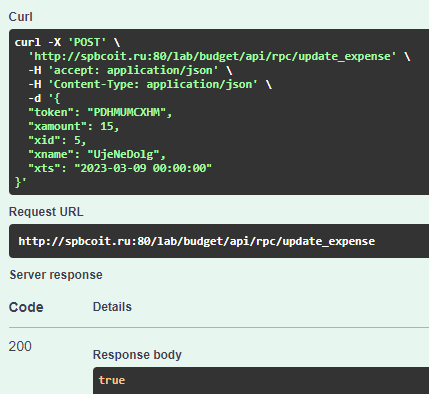 Curl
curl -X 'POST' \
'http://spbcoit.ru:80/lab/budget/api/rpc/update_expense' \
-H 'accept: application/json' \
-H 'Content-Type: application/json' \
-d '{
"token": "PDHMUMCXHM",
"xamount": 15,
"xid": 5,
"xname": "UjeNeDolg",
"xts": "2023-03-09 00:00:00"
}'
Request URL
http://spbcoit.ru:80/lab/budget/api/rpc/update_expense
Server response
Code Details
200
Response body
true